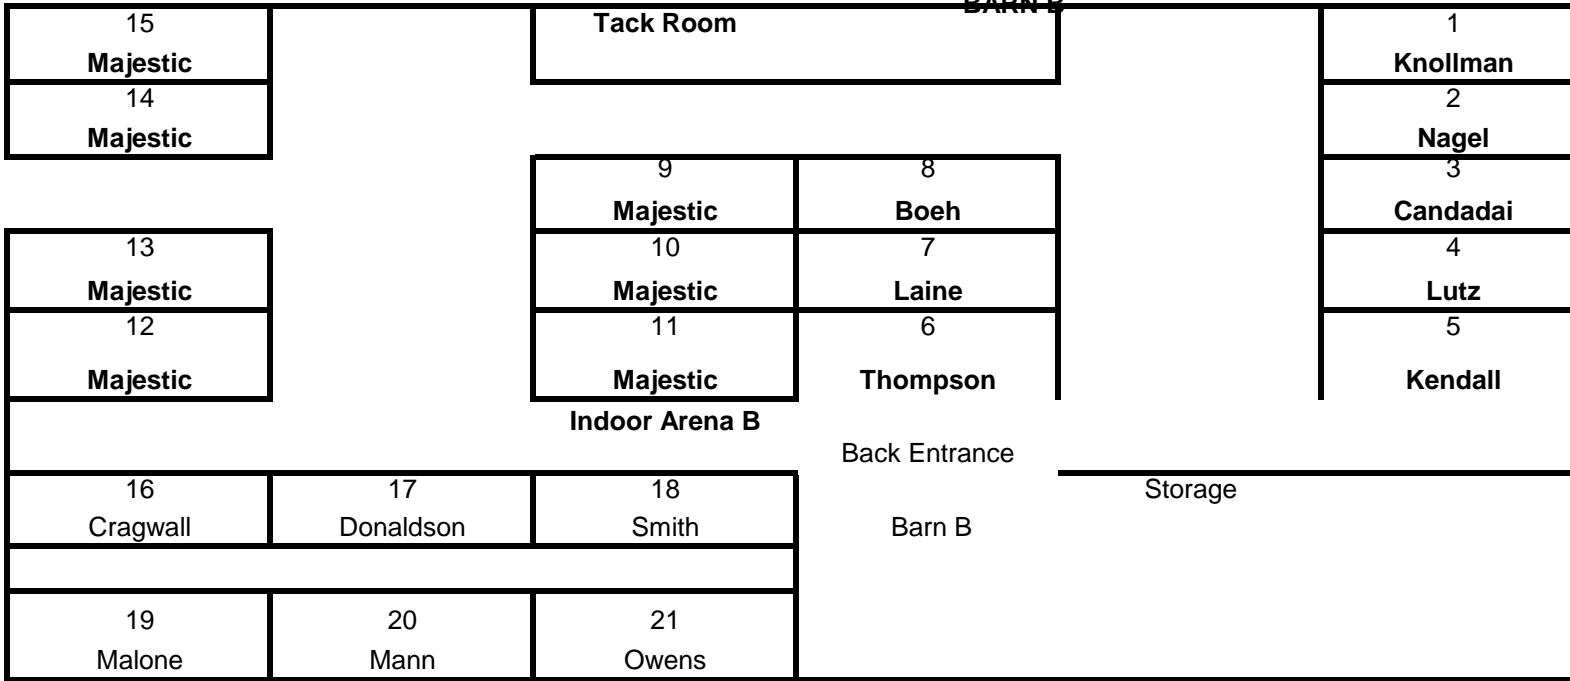 BARN B
15 Tack Room 1
Majestic Knollman
14 2
Majestic Nagel
9 8 3
Majestic Boeh Candadai
13 10 7 4
Majestic Majestic Laine Lutz
12 11 6 5
Majestic Majestic Thompson Kendall
Indoor Arena B
Back Entrance
16 17 18 Storage
Cragwall Donaldson Smith Barn B
19 20 21
Malone Mann Owens